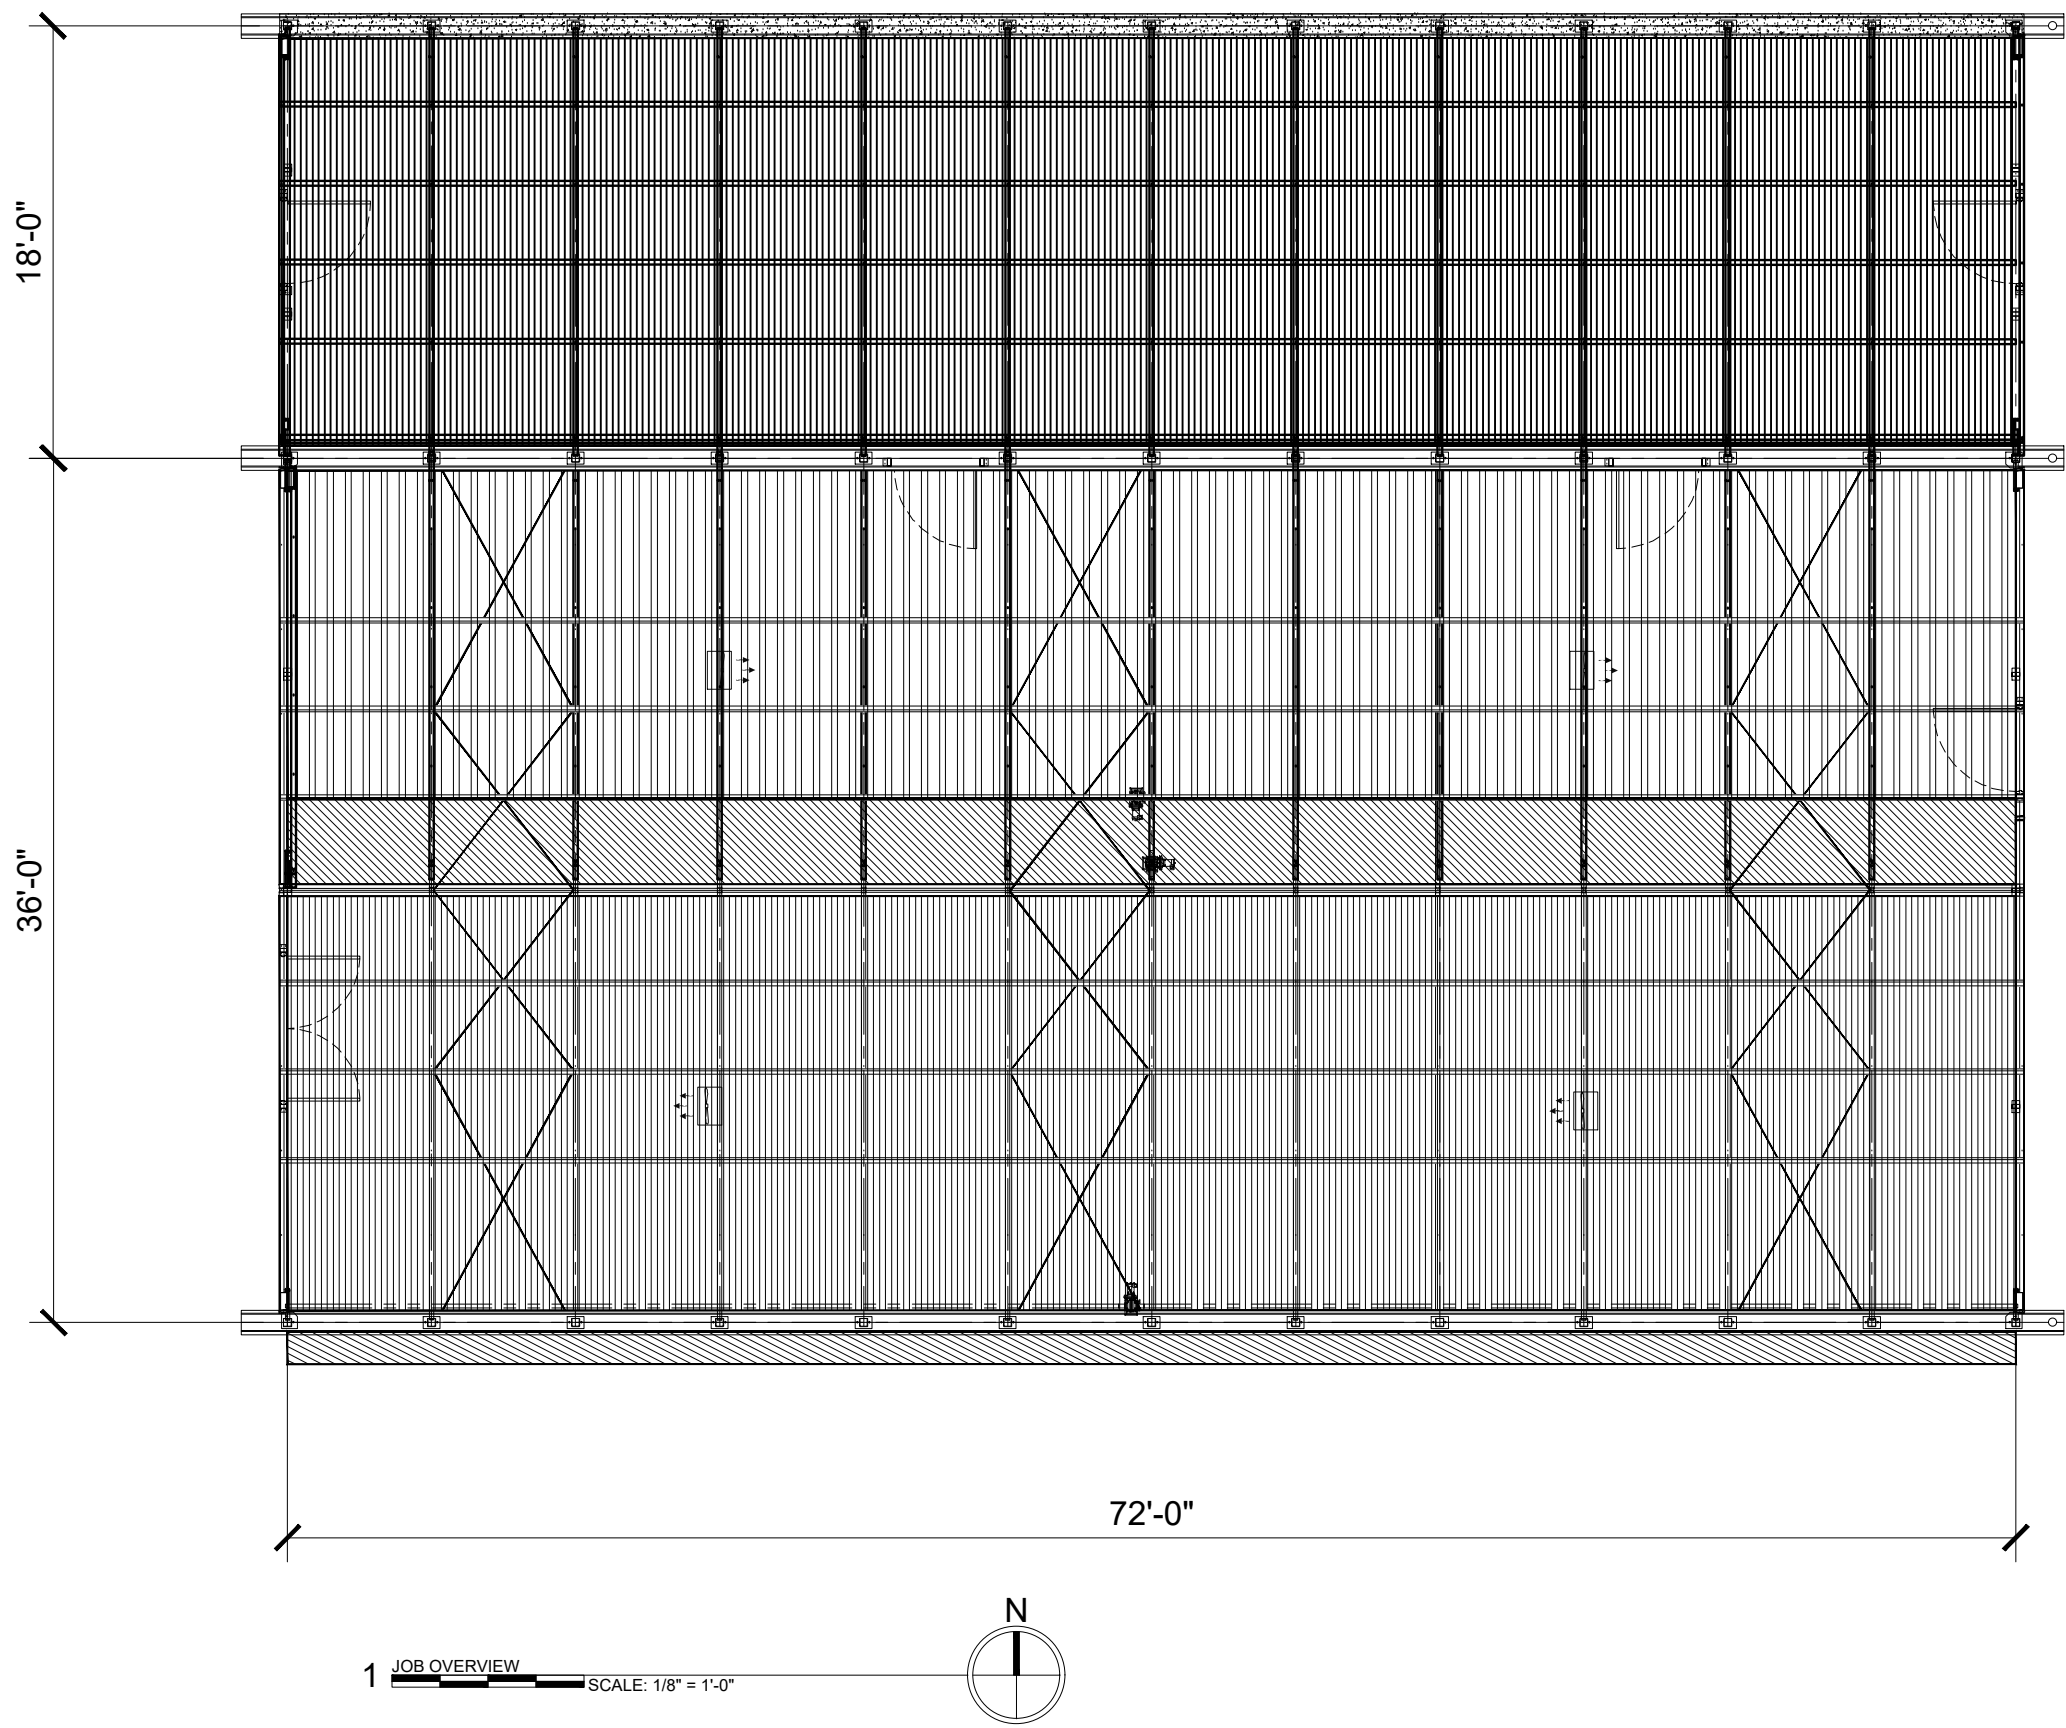 18'-0"
36'-0"
72'-0"
N
1 JOB OVERVIEW
SCALE: 1/8" = 1'-0"